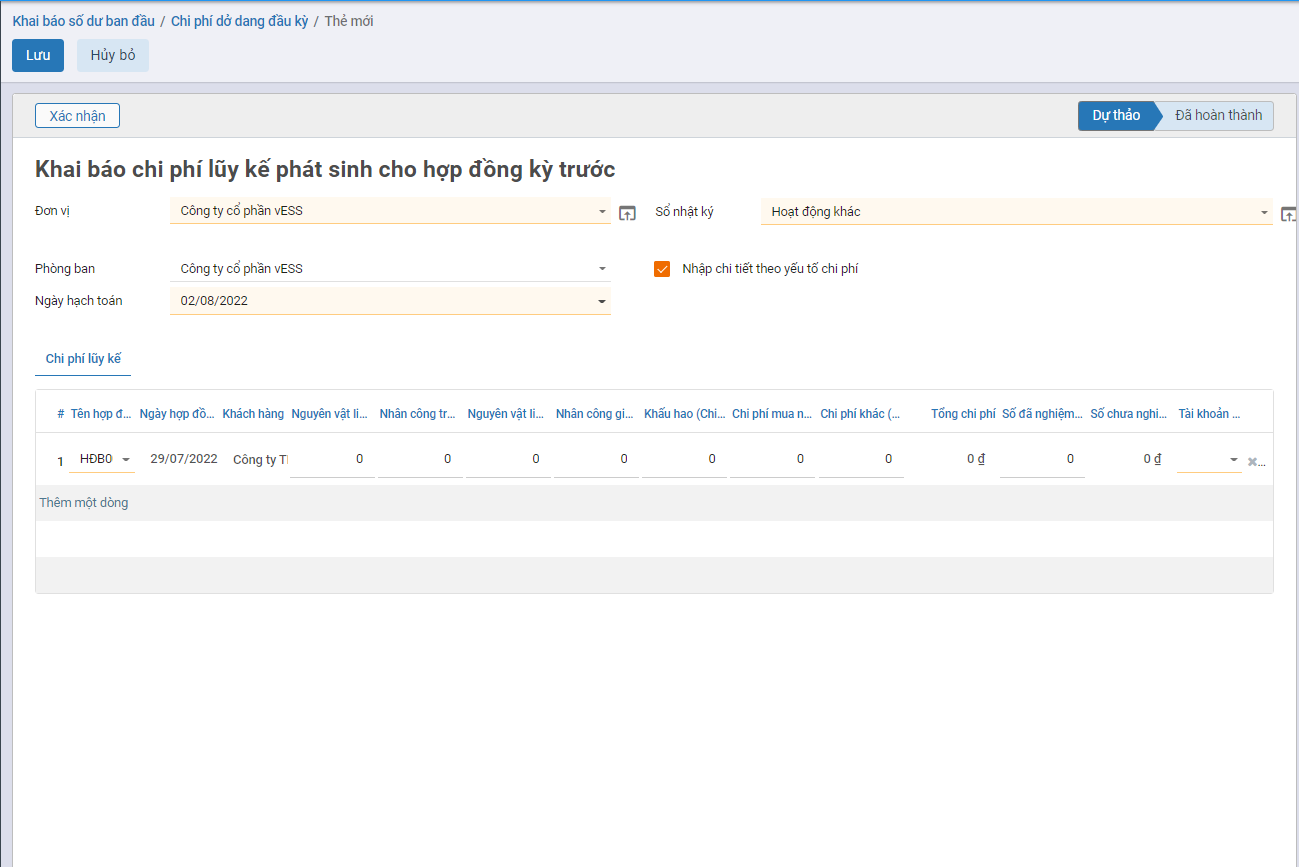 Khai báo số dư ban đầu / Chi phí dở dang đầu kỳ / Thẻ mới
Lưu Hủy bỏ
Xác nhận Dự thảo Đã hoàn thành
Khai báo chi phí lũy kế phát sinh cho hợp đồng kỳ trước
Đơn vị Công ty cổ phần vESS Sổ nhật ký Hoạt động khác
Phòng ban Công ty cổ phần vESS Nhập chi tiết theo yếu tố chi phí
Ngày hạch toán 02/08/2022
Chi phí lũy kế
# Tên hợp đ... Ngày hợp đồ... Khách hàng Nguyên vật li... Nhân công tr... Nguyên vật li... Nhân công gi... Khấu hao (Chi... Chi phí mua n... Chi phí khác (... Tổng chi phí Số đã nghiệm... Số chưa nghi... Tài khoản ...
1 HĐB0 29/07/2022 Công ty 0 0 0 0 0 0 0 0 ₫ 0 0 ₫
Thêm một dòng